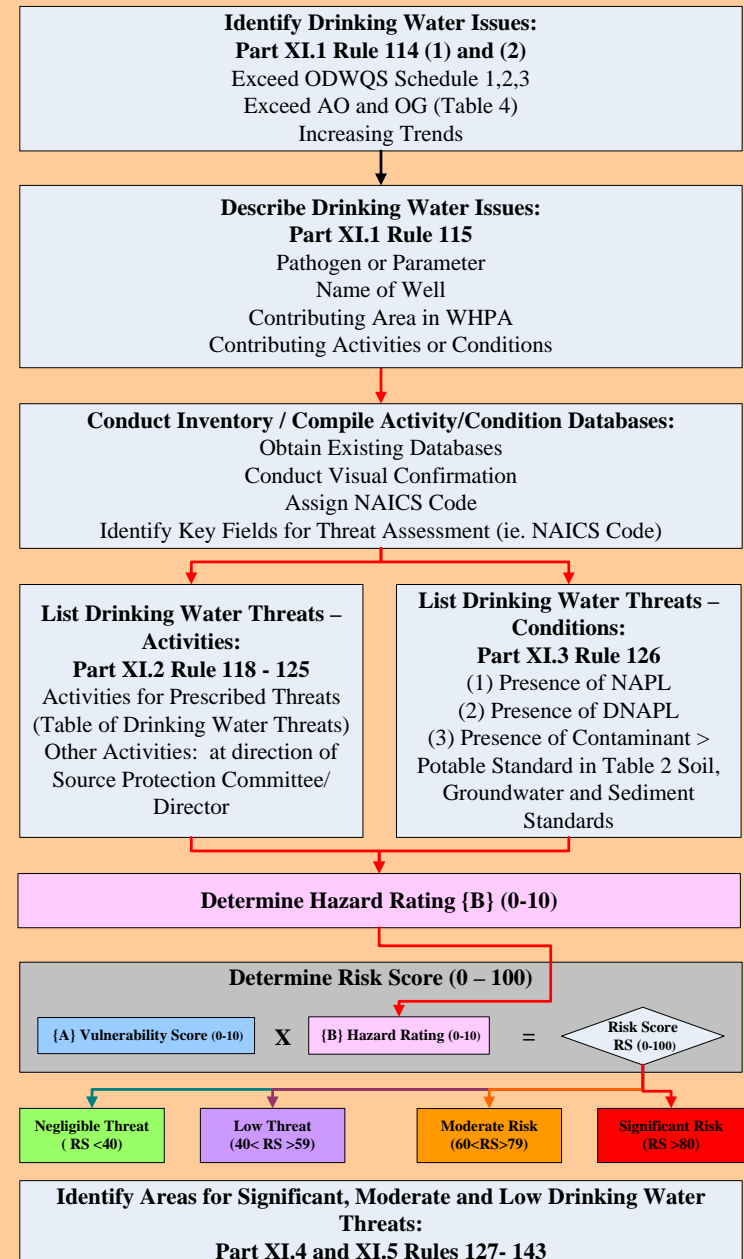 Identify Drinking Water Issues:
Part XI.1 Rule 114 (1) and (2)
Exceed ODWQS Schedule 1,2,3
Exceed AO and OG (Table 4)
Increasing Trends
Describe Drinking Water Issues:
Part XI.1 Rule 115
Pathogen or Parameter
Name of Well
Contributing Area in WHPA
Contributing Activities or Conditions
Conduct Inventory / Compile Activity/Condition Databases:
Obtain Existing Databases
Conduct Visual Confirmation
Assign NAICS Code
Identify Key Fields for Threat Assessment (ie. NAICS Code)
List Drinking Water Threats –
Activities:
Part XI.2 Rule 118 - 125
Activities for Prescribed Threats
(Table of Drinking Water Threats)
Other Activities: at direction of
Source Protection Committee/
Director
List Drinking Water Threats –
Conditions:
Part XI.3 Rule 126
(1) Presence of NAPL
(2) Presence of DNAPL
(3) Presence of Contaminant >
Potable Standard in Table 2 Soil,
Groundwater and Sediment
Standards
Determine Hazard Rating {B} (0-10)
Determine Risk Score (0 – 100)
{A} Vulnerability Score (0-10)
X
{B} Hazard Rating (0-10)
=
Risk Score
RS (0-100)
Negligible Threat
( RS <40)
Low Threat
(40< RS >59)
Moderate Risk
(60<RS>79)
Significant Risk
(RS >80)
Identify Areas for Significant, Moderate and Low Drinking Water
Threats:
Part XI.4 and XI.5 Rules 127- 143